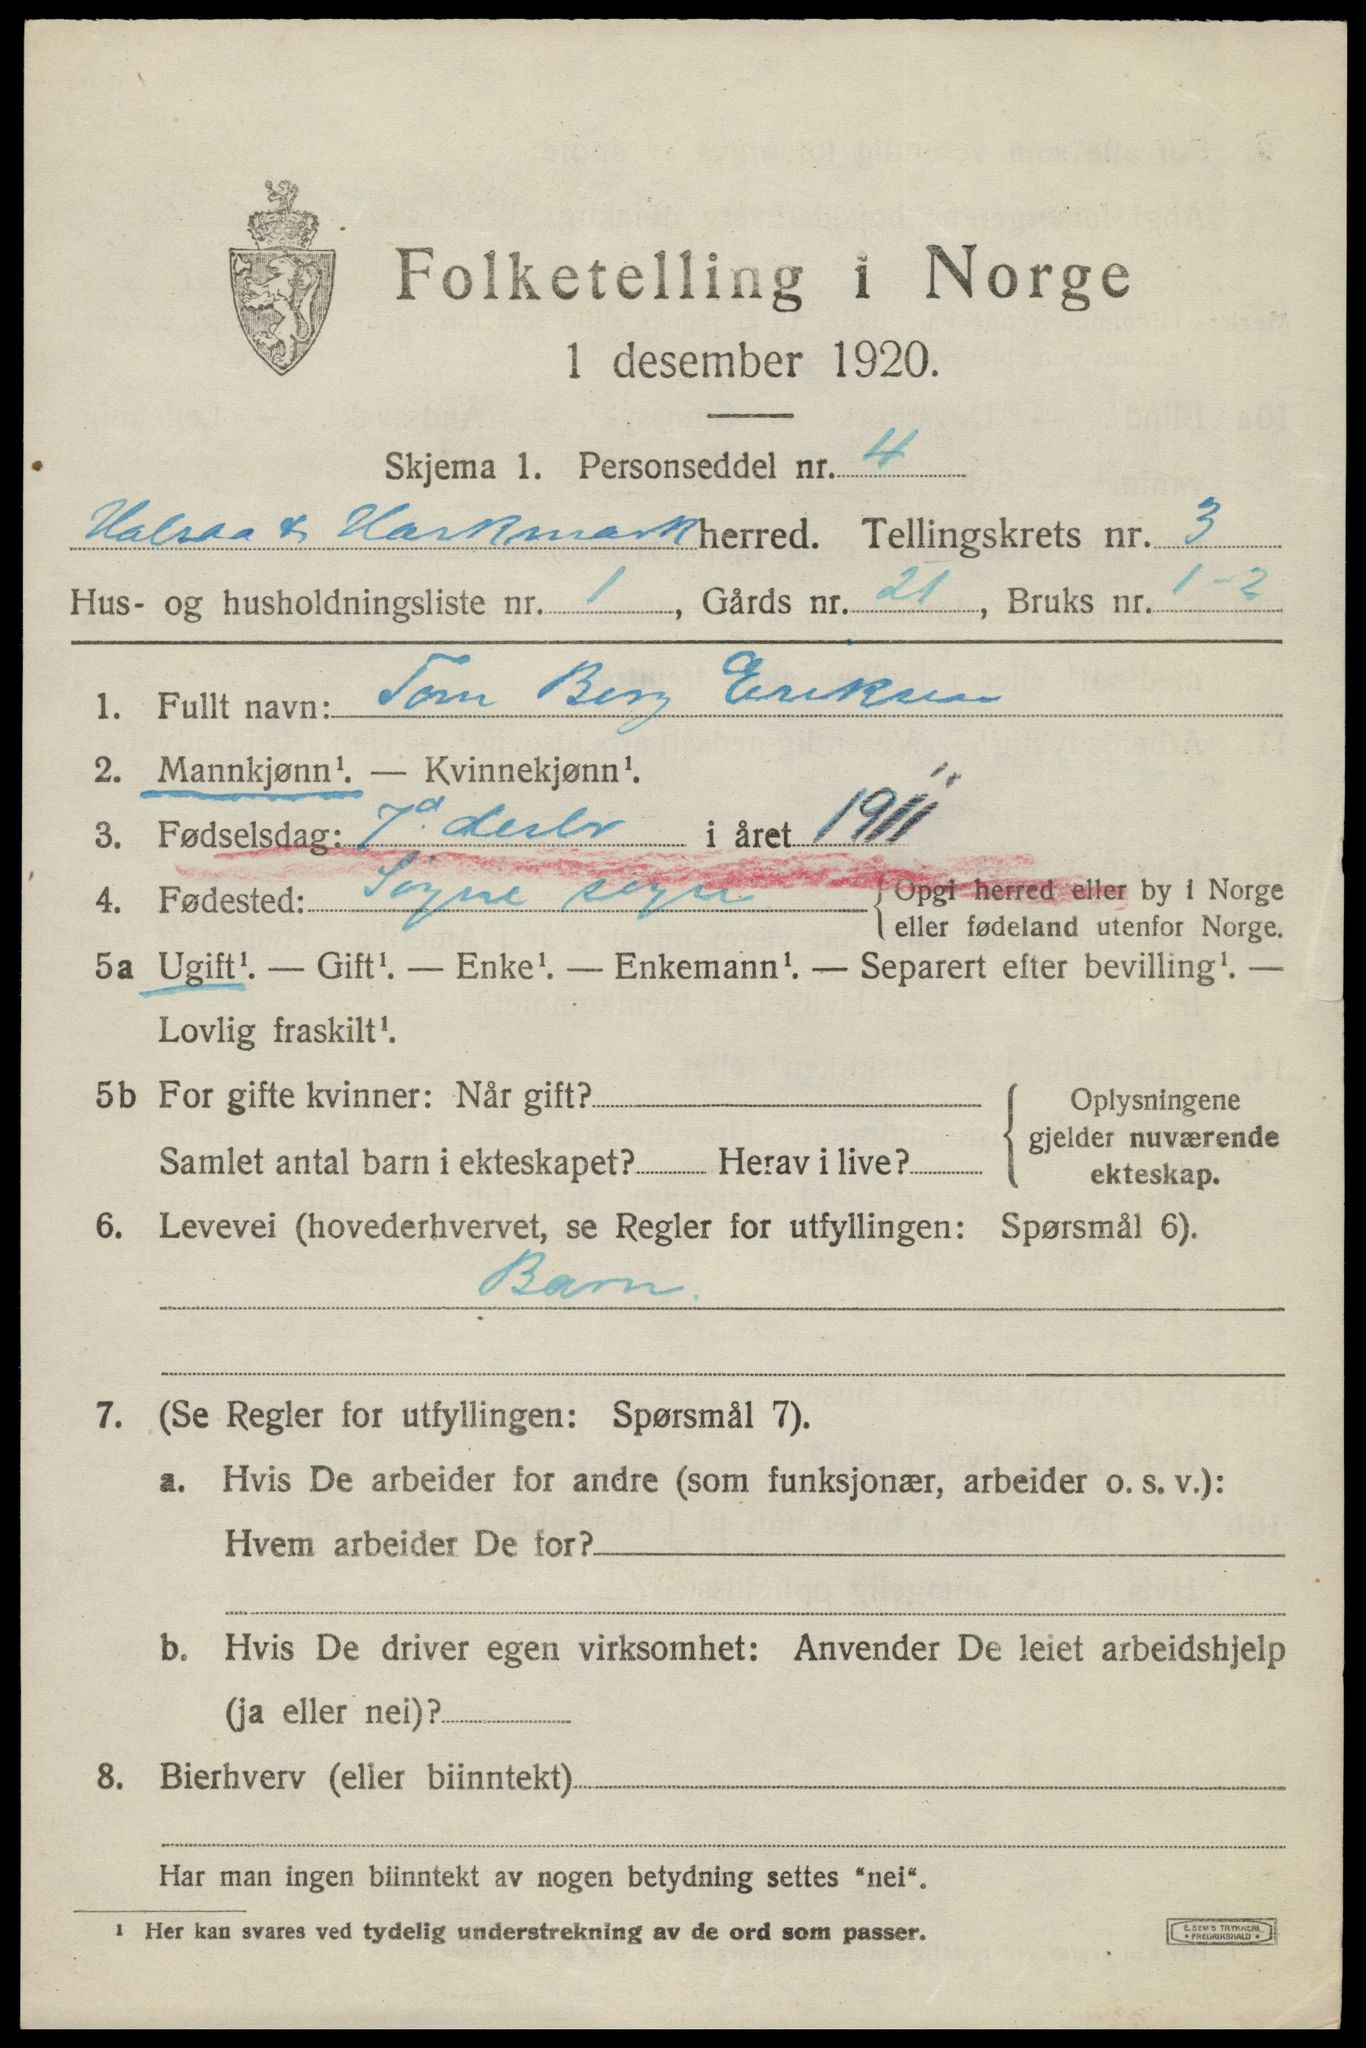 Folketelling i Norge
1 desember 1920.
Skjema 1. Personseddel nr. 4
Halsaa & Harkmark herred. Tellingskrets nr. 3
Hus- og husholdningsliste nr. 1, Gårds nr. 21, Bruks nr. 1-2
1. Fullt navn: Tom Berg Eriksen
2. Mannkjønn¹. — Kvinnekjønn¹.
3. Fødselsdag: 7d. desbr i året 1911
4. Fødested: Søgne sogn { Opgi herred eller by i Norge
eller fødeland utenfor Norge.
5a Ugift¹. — Gift¹. — Enke¹. — Enkemann¹. — Separert efter bevilling¹. —
Lovlig fraskilt¹.
5b For gifte kvinner: Når gift? { Oplysningene
gjelder nuværende
Samlet antal barn i ekteskapet? Herav i live? ekteskap.
6. Levevei (hovederhvervet, se Regler for utfyllingen: Spørsmål 6).
Barn.
7. (Se Regler for utfyllingen: Spørsmål 7).
a. Hvis De arbeider for andre (som funksjonær, arbeider o. s. v.):
Hvem arbeider De for?
b. Hvis De driver egen virksomhet: Anvender De leiet arbeidshjelp
(ja eller nei)?
8. Bierhverv (eller biinntekt)
Har man ingen biinntekt av nogen betydning settes “nei“.
¹ Her kan svares ved tydelig understrekning av de ord som passer.
E. SEM'S TRYKKERI,
• FREDRIKSHALD •